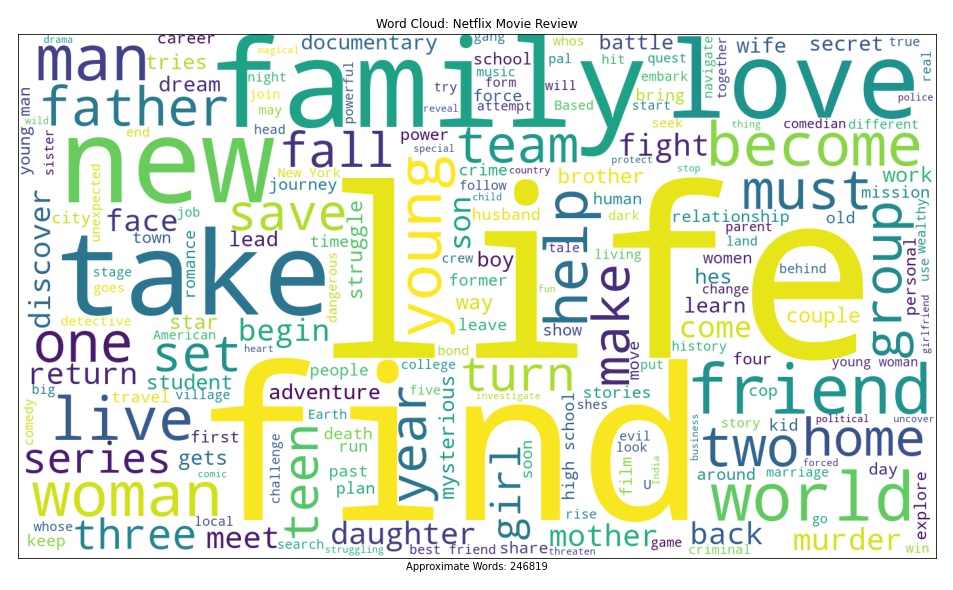 Word Cloud: Netflix Movie Review
drama
career
magical
gang
whos
battle
wife
secret
true
man
tries
family
love
documentary
school
pal
hit
quest
navigate
together
real
dream
night
powerful
music
try
form
will
embark
join
force
bring
father
may
reveal
attempt
Based
start
police
wild
young man
sister
end
head
new
fall
power
team
fight
seek
thing
comedian
different
become
special
New York
crime
country
protect
stop
unexpected
journey
young
follow
brother
work
child
human
must
mission
discover
city
face
job
save
struggle
son
husband
help
dark
relationship
old
group
use
Wealthy
town
romance
lead
time
life
tale
parent
personal
land
take
crew
boy
living
women
behind
stage
goes
dangerous
former
fun
make
hes
change
learn
girlfriend
way
couple
detective
star
begin
leave
show
come
American
one
set
heart
bond
move
history
return
people
college
turn
put
four
young woman
student
adventure
five
investigate
friend
cop
big
travel
village
find
stories
shes
comedy
live
Earth
year
mysterious
high school
business
story
kid
political
uncover
first
teen
death
evil
two
home
forced
series
gets
challenge
run
girl
soon
look
film
U
India
around
marriage
day
comic
past
world
explore
woman
plan
rise
go
whose
local
keep
three
meet
daughter
mother
game
back
murder
win
search
struggling
best friend
share
threaten
criminal
Approximate Words: 246819